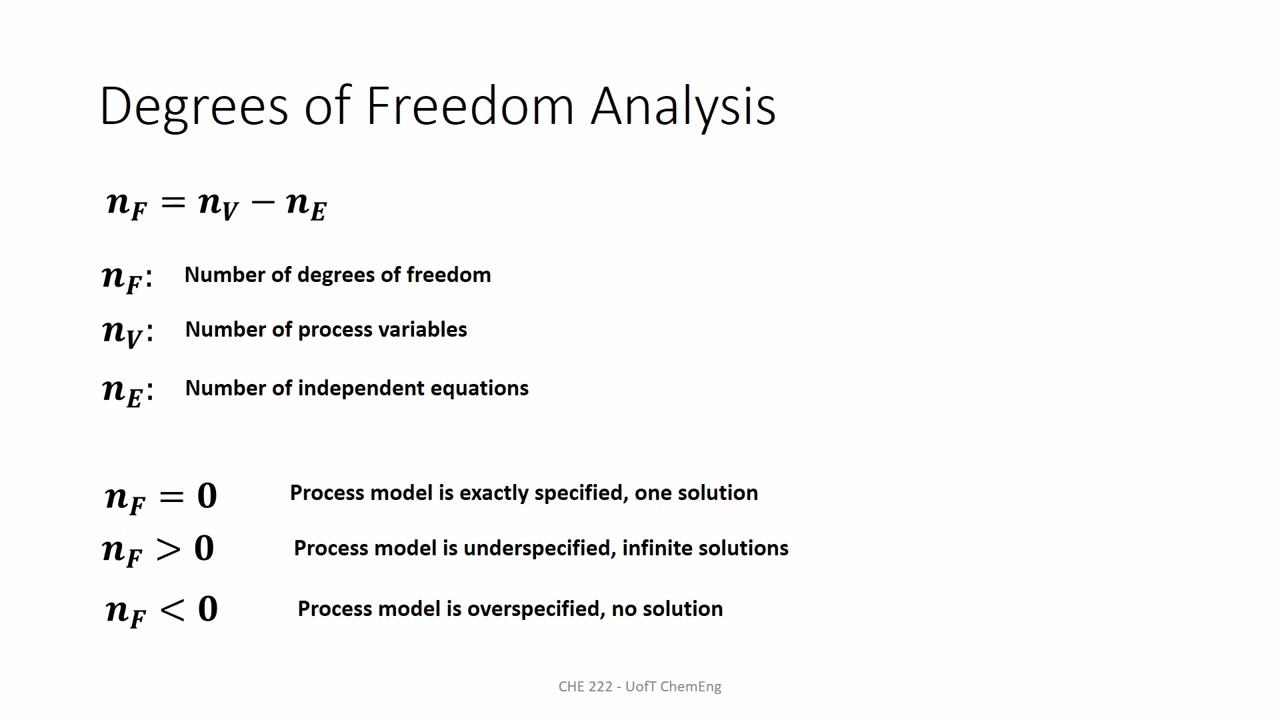 Degrees of Freedom Analysis
n_F = n_V − n_E
n_F: Number of degrees of freedom
n_V: Number of process variables
n_E: Number of independent equations
n_F = 0 Process model is exactly specified, one solution
n_F > 0 Process model is underspecified, infinite solutions
n_F < 0 Process model is overspecified, no solution
CHE 222 - UofT ChemEng